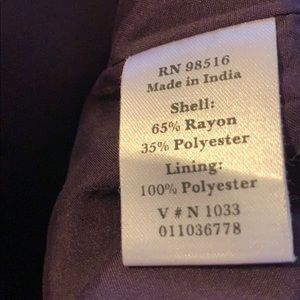 RN 98516
Made in India
Shell:
65% Rayon
35% Polyester
Lining:
100% Polyester
V # N 1033
011036778